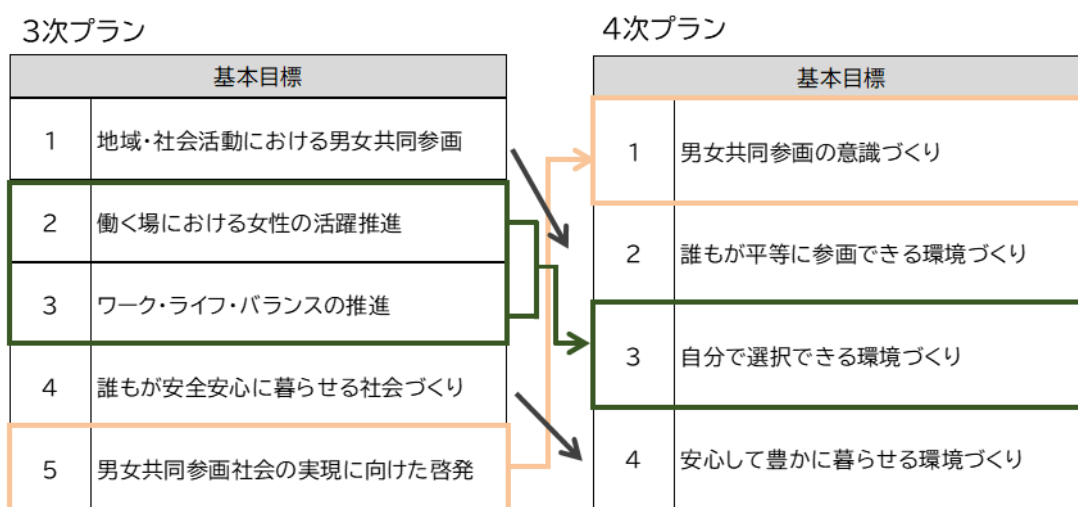 3次プラン
基本目標
1 地域・社会活動における男女共同参画
2 働く場における女性の活躍推進
3 ワーク・ライフ・バランスの推進
4 誰もが安全安心に暮らせる社会づくり
5 男女共同参画社会の実現に向けた啓発
4次プラン
基本目標
1 男女共同参画の意識づくり
2 誰もが平等に参画できる環境づくり
3 自分で選択できる環境づくり
4 安心して豊かに暮らせる環境づくり